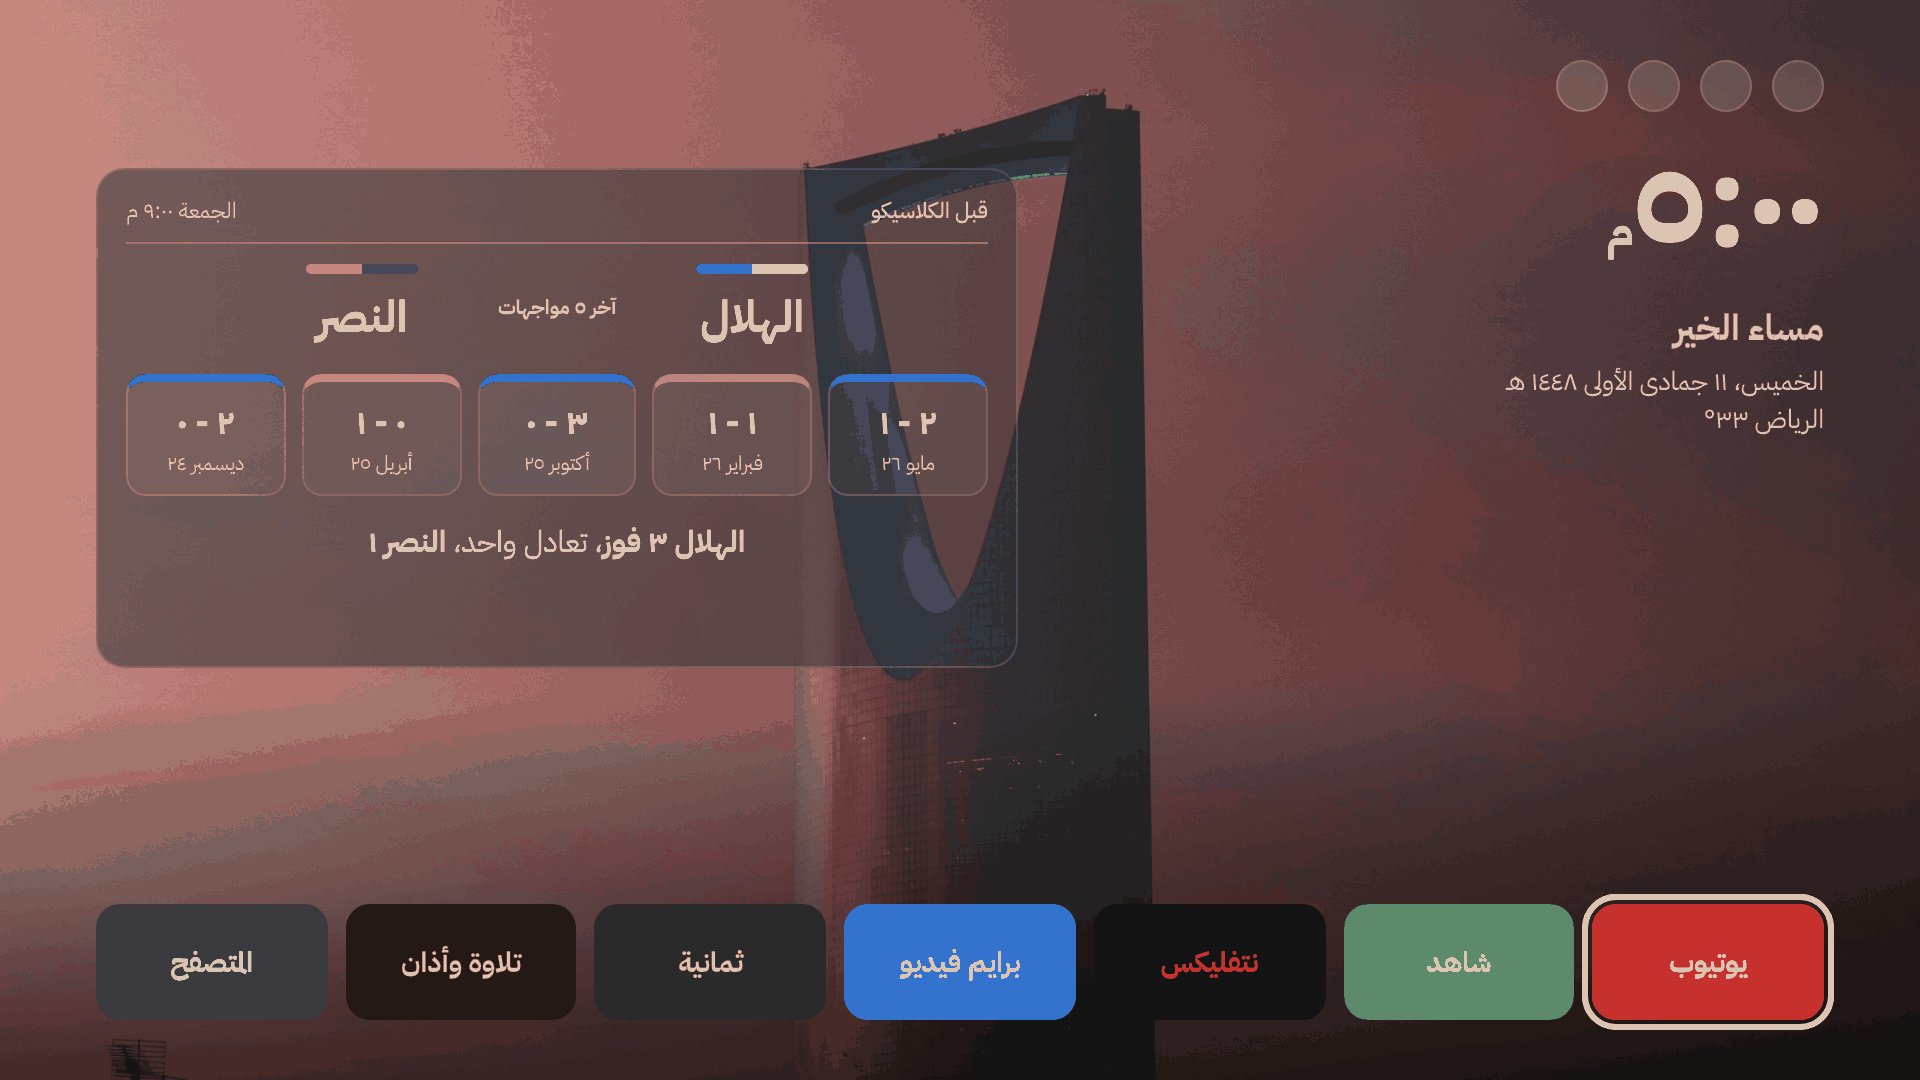 ٥:٠٠ م
مساء الخير
الخميس، ١١ جمادى الأولى ١٤٤٨ هـ
الرياض ٣٣°
قبل الكلاسيكو
الجمعة ٩:٠٠ م
الهلال
آخر ٥ مواجهات
النصر
٢ - ١
مايو ٢٦
١ - ١
فبراير ٢٦
٣ - ٠
أكتوبر ٢٥
٠ - ١
أبريل ٢٥
٢ - ٠
ديسمبر ٢٤
الهلال ٣ فوز، تعادل واحد، النصر ١
يوتيوب
شاهد
نتفليكس
برايم فيديو
ثمانية
تلاوة وأذان
المتصفح